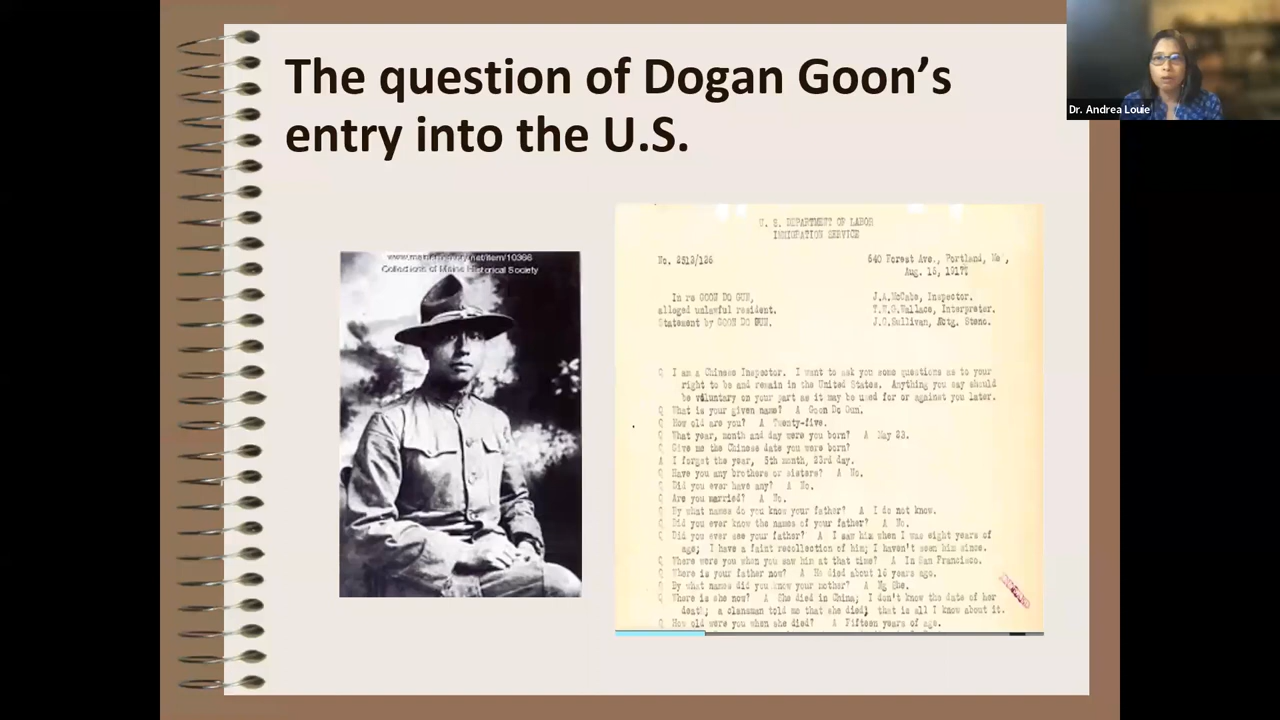 The question of Dogan Goon's
entry into the U.S.
Dr. Andrea Louie
Collections of Maine Historical Society
U. S. DEPARTMENT OF LABOR
IMMIGRATION SERVICE
No. 2513/126
640 Forest Ave., Portland, Me.,
Aug. 15, 1917
In re GOON DO GUN,
alleged unlawful resident.
Statement by GOON DO GUN.
J.A.McCabe, Inspector.
T.W.G.Wallace, Interpreter.
J.G.Sullivan, Actg. Steno.
Q I am a Chinese Inspector. I want to ask you some questions as to your
right to be and remain in the United States. Anything you say should
be voluntary on your part as it may be used for or against you later.
Q What is your given name? A Goon Do Gun.
Q How old are you? A Twenty-five.
Q What year, month and day were you born? A May 23.
Q Give me the Chinese date you were born?
A I forget the year, 5th month, 23rd day.
Q Have you any brothers or sisters? A No.
Q Did you ever have any? A No.
Q Are you married? A No.
Q By what names do you know your father? A I do not know.
Q Did you ever know the names of your father? A No.
Q Did you ever see your father? A I saw him when I was eight years of
age; I have a faint recollection of him; I haven't seen him since.
Q Where were you when you saw him at that time? A In San Francisco.
Q Where is your father now? A He died about 16 years ago.
Q By what names did you know your mother? A Ng She.
Q Where is she now? A She died in China; I don't know the date of her
death; a clansman told me that she died; that is all I know about it.
Q How old were you when she died? A Fifteen years of age.